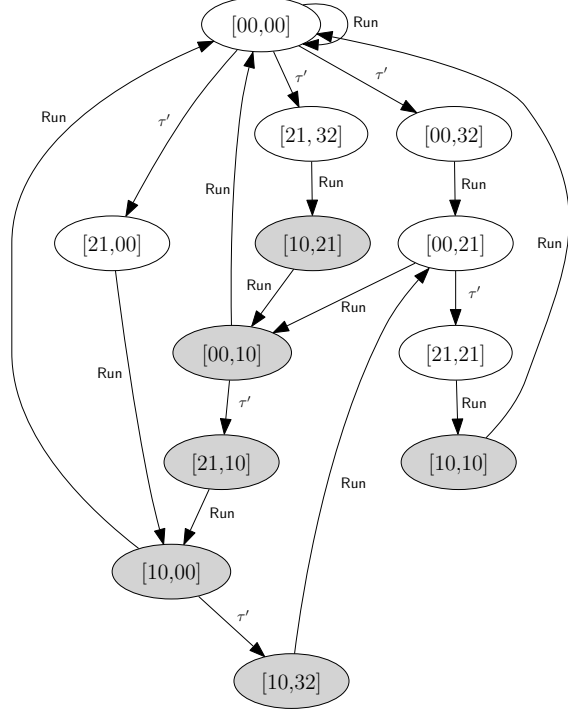 [00,00]
Run
τ′
τ′
τ′
Run
[21, 32]
[00,32]
Run
Run
Run
[21,00]
[10,21]
[00,21]
Run
Run
τ′
Run
[00,10]
[21,21]
Run
τ′
Run
[21,10]
[10,10]
Run
Run
[10,00]
τ′
[10,32]